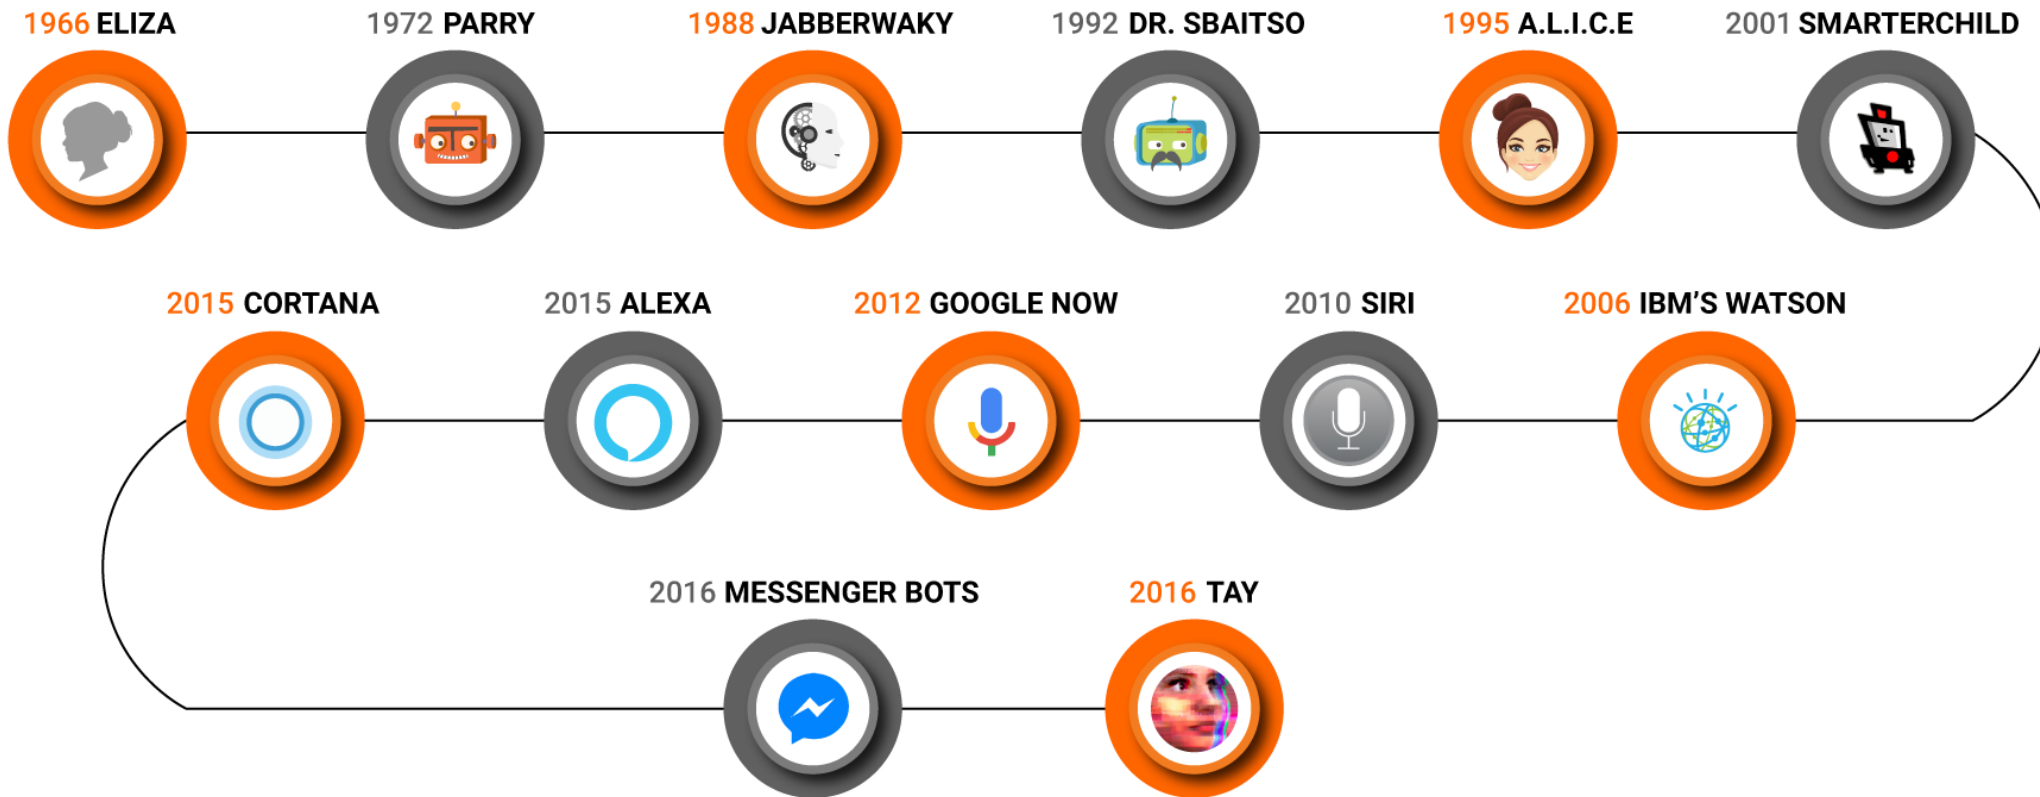 1966 ELIZA
1972 PARRY
1988 JABBERWAKY
1992 DR. SBAITSO
1995 A.L.I.C.E
2001 SMARTERCHILD
2015 CORTANA
2015 ALEXA
2012 GOOGLE NOW
2010 SIRI
2006 IBM’S WATSON
2016 MESSENGER BOTS
2016 TAY